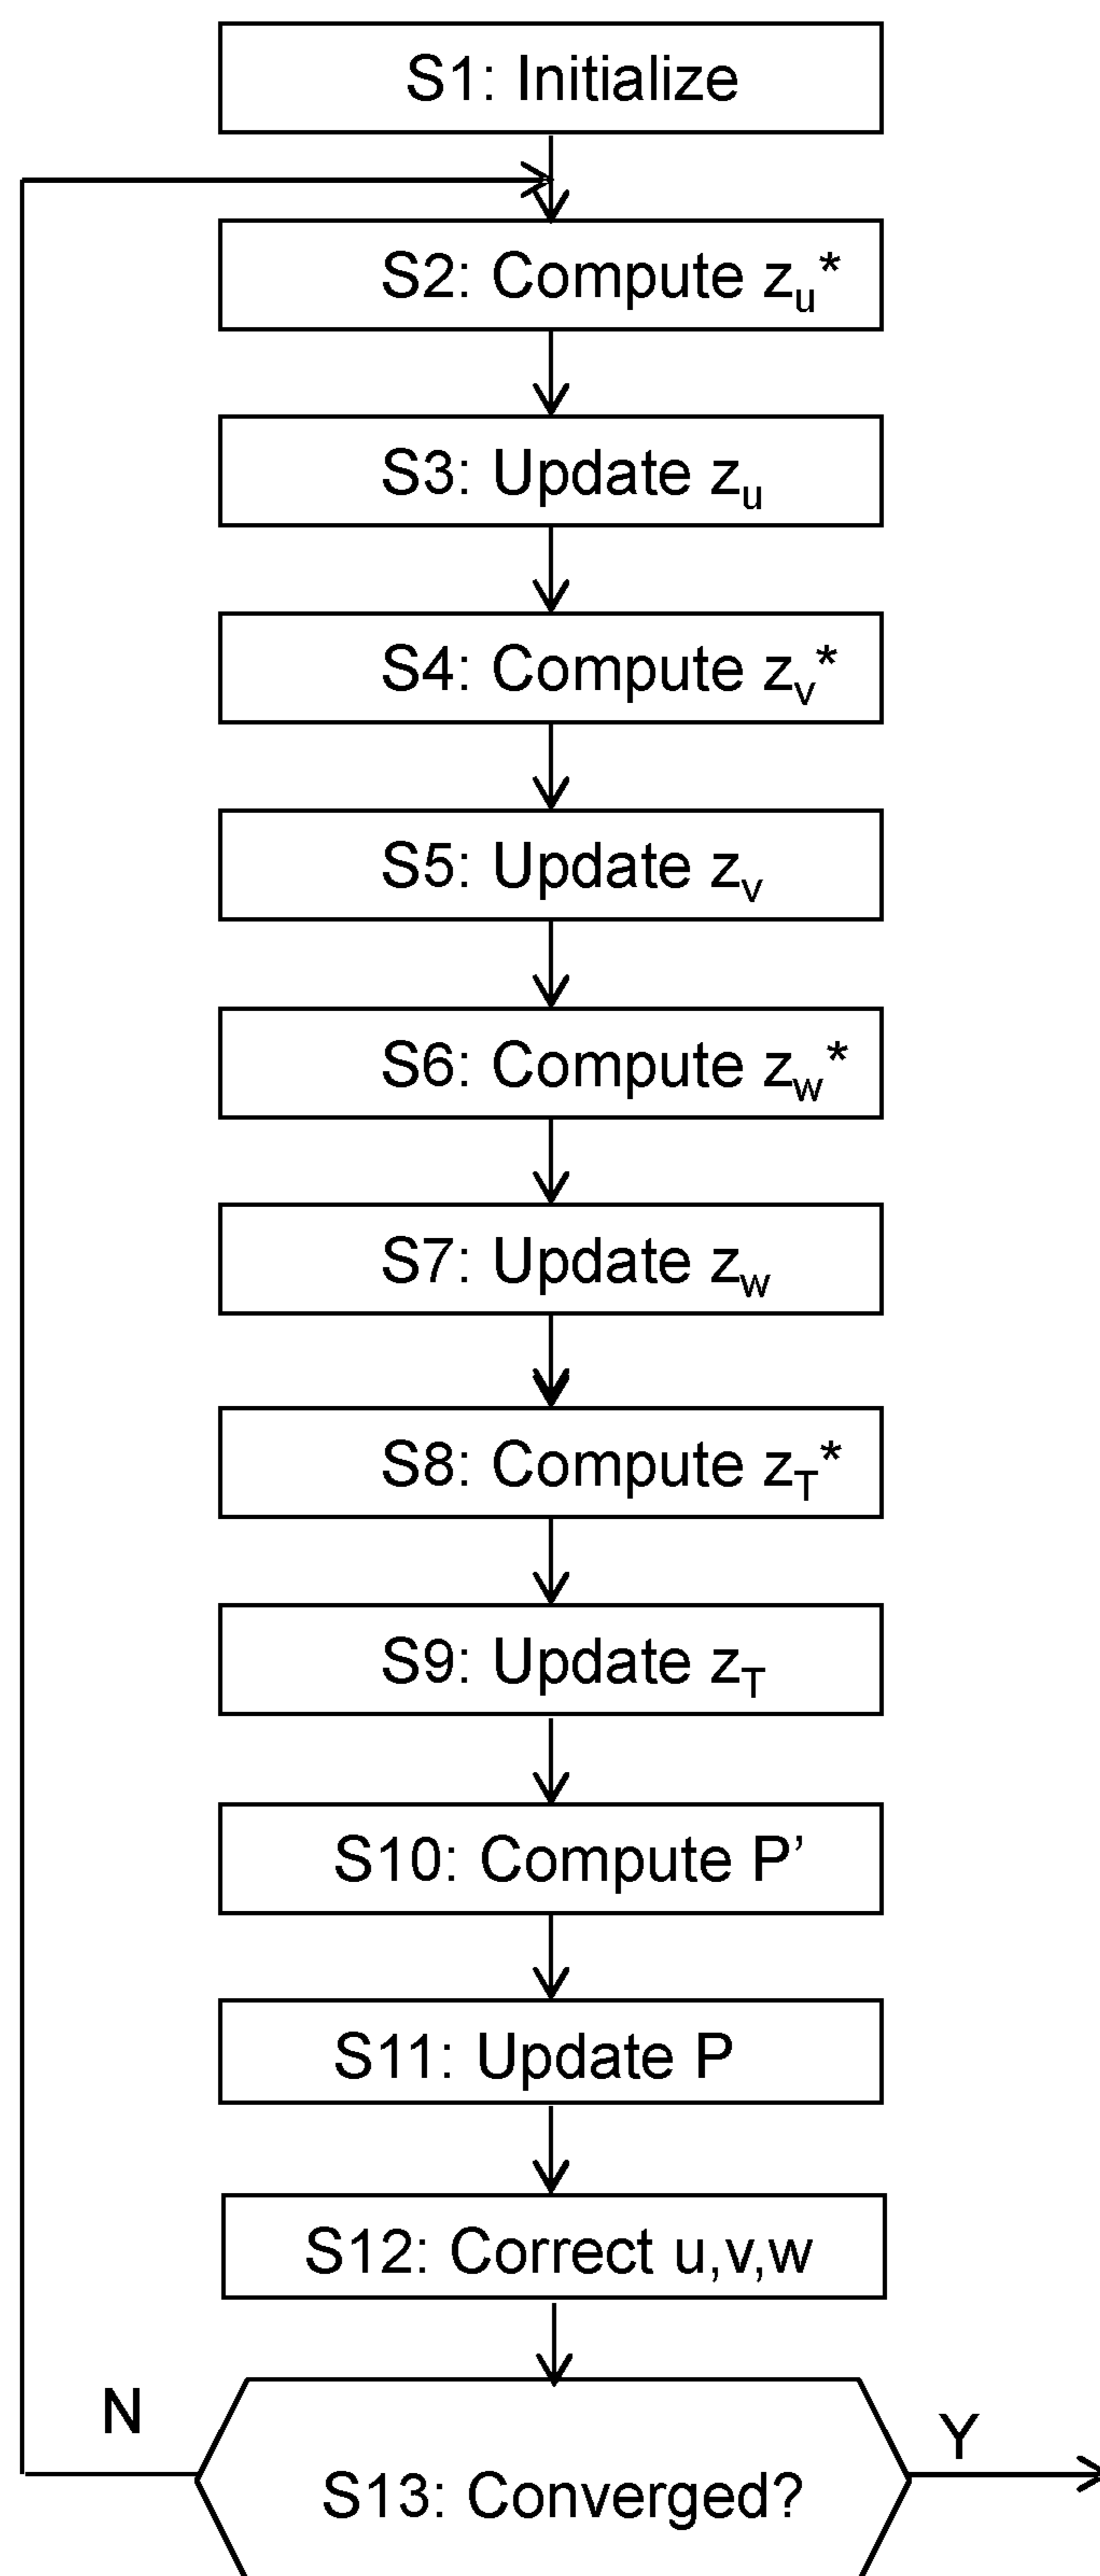 S1: Initialize
S2: Compute zu*
S3: Update zu
S4: Compute zv*
S5: Update zv
S6: Compute zw*
S7: Update zw
S8: Compute zT*
S9: Update zT
S10: Compute P’
S11: Update P
S12: Correct u,v,w
N
Y
S13: Converged?